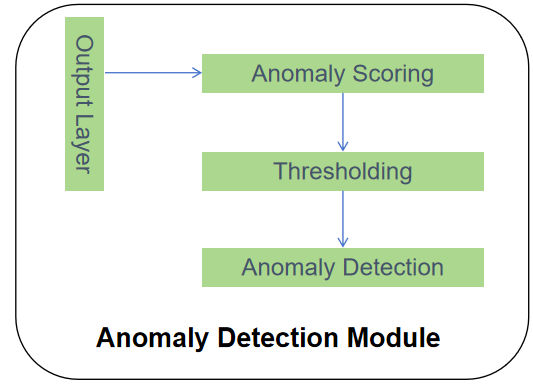 Output Layer
Anomaly Scoring
Thresholding
Anomaly Detection
Anomaly Detection Module